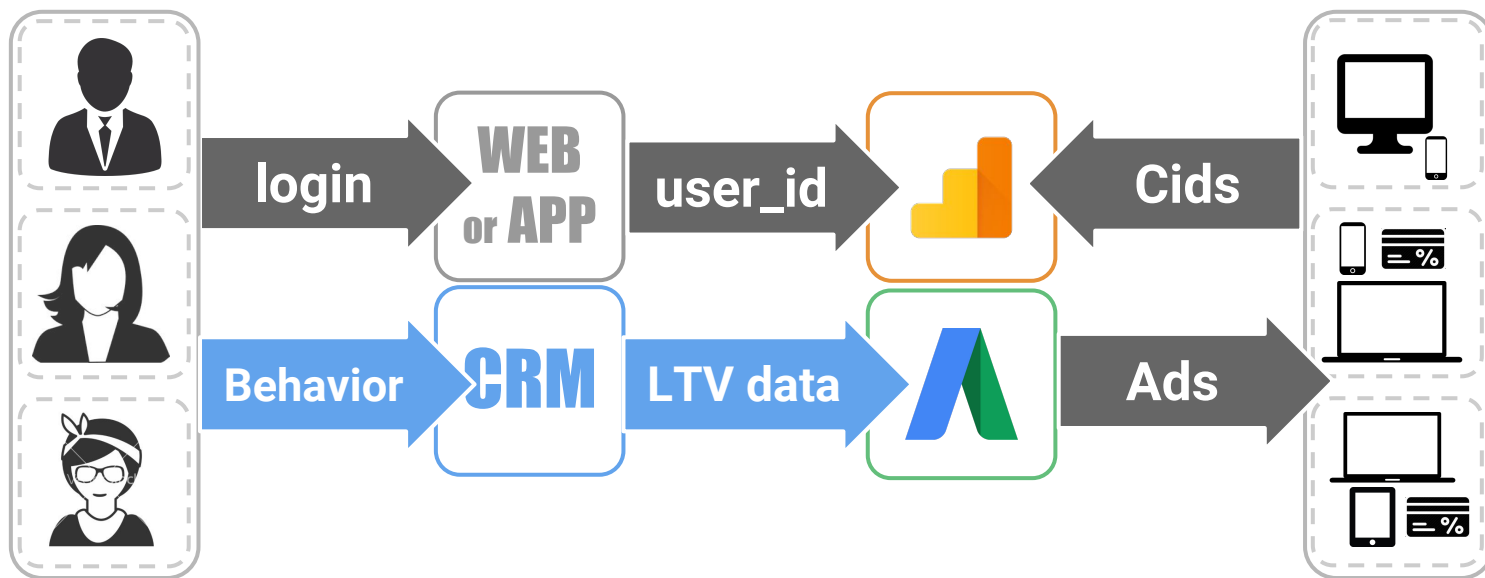 login
WEB
or APP
user_id
Cids
Behavior
CRM
LTV data
Ads